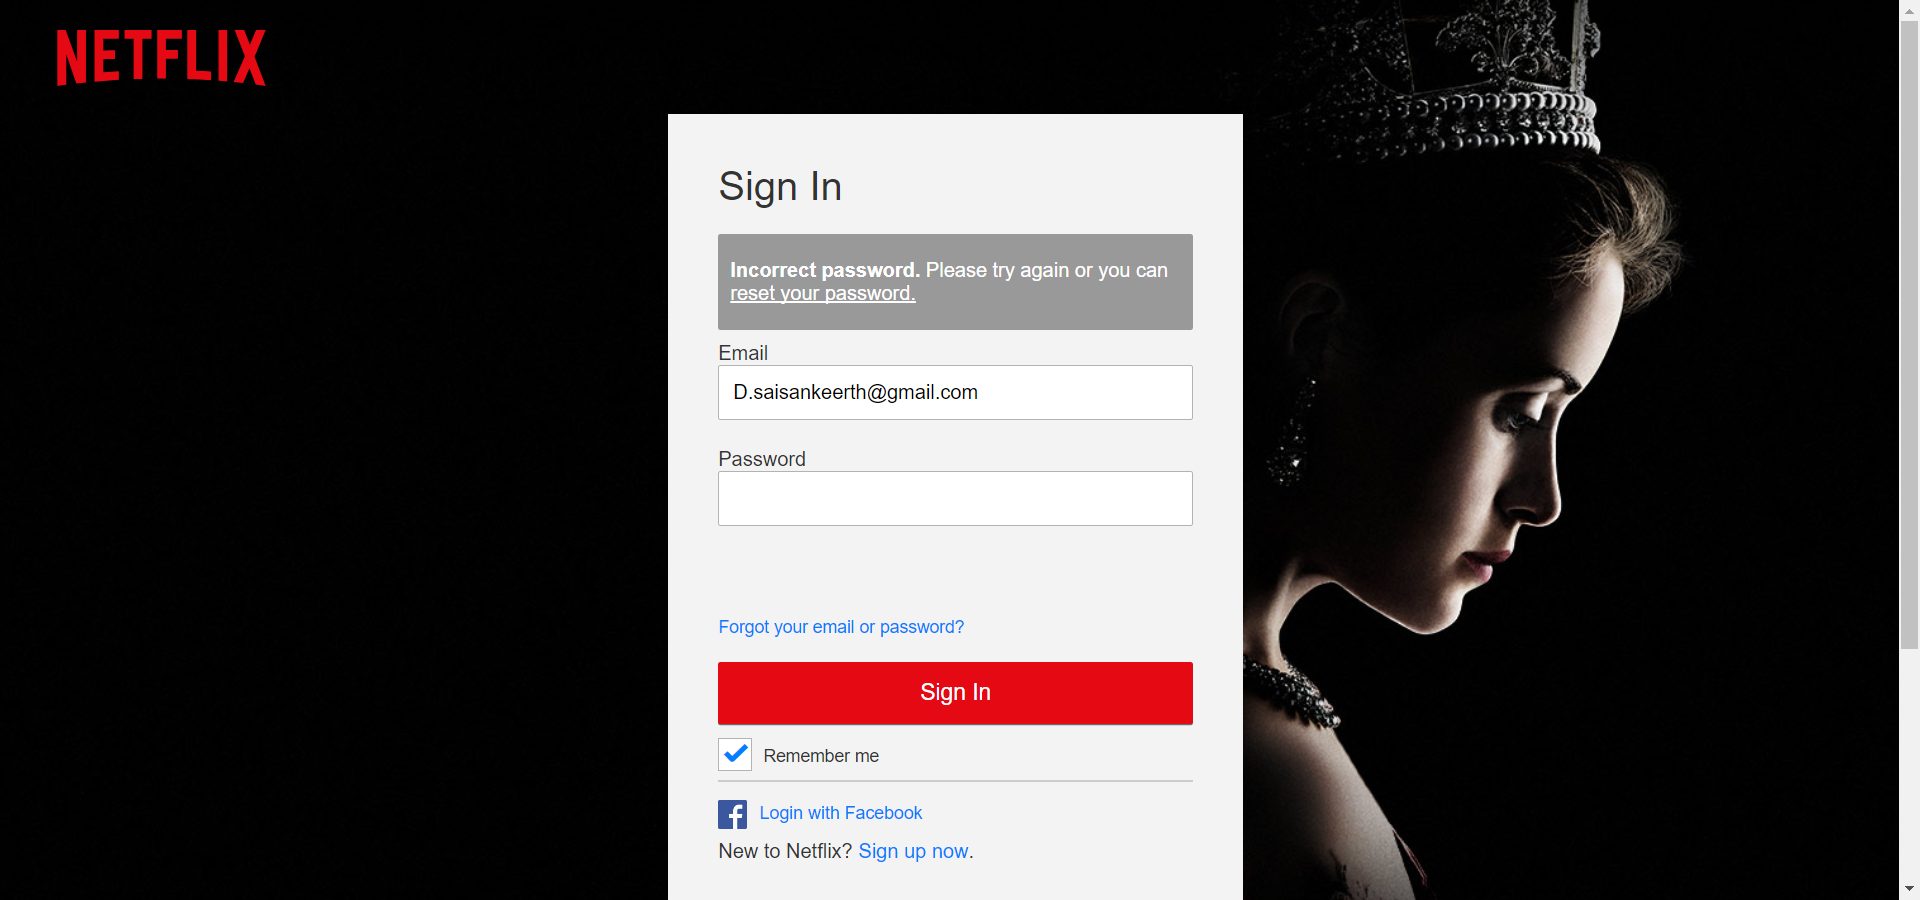 NETFLIX
Sign In
Incorrect password. Please try again or you can
reset your password.
Email
D.saisankeerth@gmail.com
Password
Forgot your email or password?
Sign In
Remember me
Login with Facebook
New to Netflix? Sign up now.